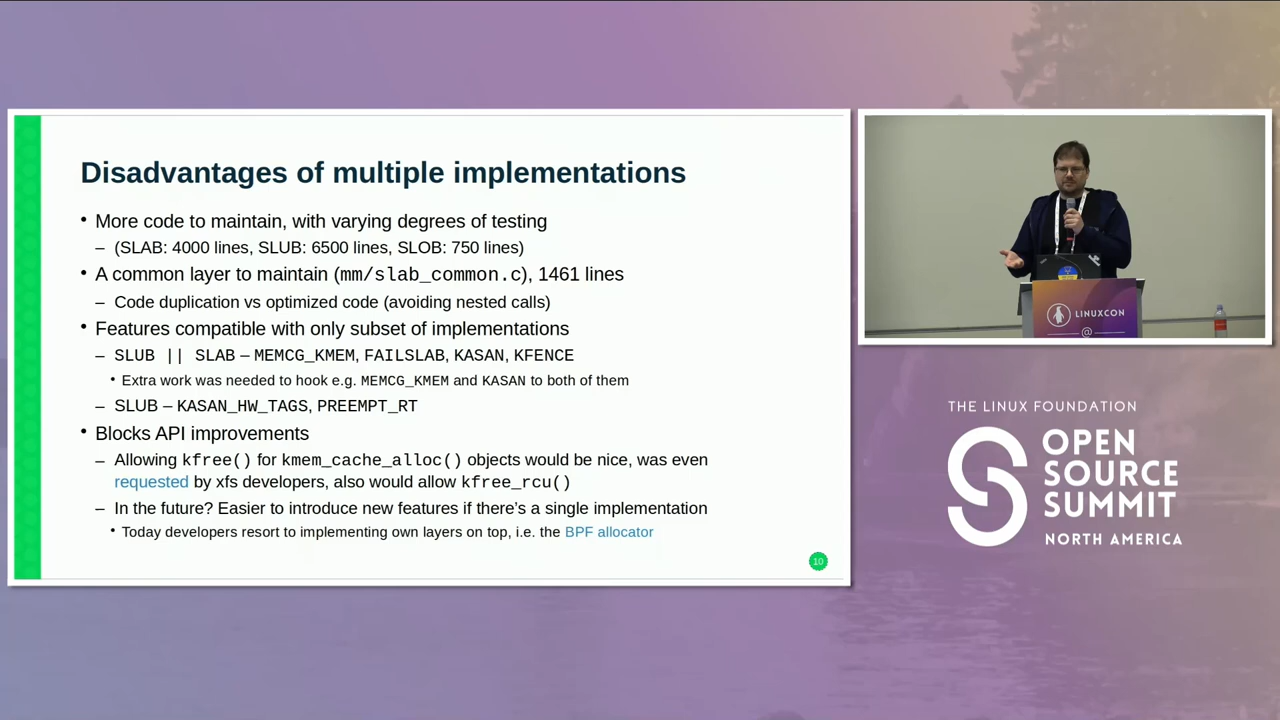 Disadvantages of multiple implementations
• More code to maintain, with varying degrees of testing
– (SLAB: 4000 lines, SLUB: 6500 lines, SLOB: 750 lines)
• A common layer to maintain (mm/slab_common.c), 1461 lines
– Code duplication vs optimized code (avoiding nested calls)
• Features compatible with only subset of implementations
– SLUB || SLAB – MEMCG_KMEM, FAILSLAB, KASAN, KFENCE
• Extra work was needed to hook e.g. MEMCG_KMEM and KASAN to both of them
– SLUB – KASAN_HW_TAGS, PREEMPT_RT
• Blocks API improvements
– Allowing kfree() for kmem_cache_alloc() objects would be nice, was even
requested by xfs developers, also would allow kfree_rcu()
– In the future? Easier to introduce new features if there's a single implementation
• Today developers resort to implementing own layers on top, i.e. the BPF allocator
10
LINUXCON
@
THE LINUX FOUNDATION
OPEN
SOURCE
SUMMIT
NORTH AMERICA